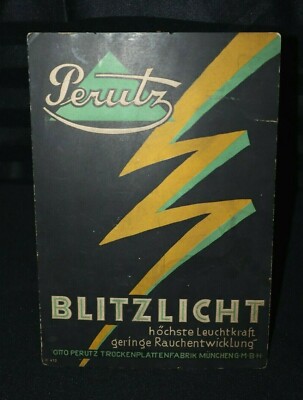 Perutz
BLITZLICHT
höchste Leuchtkraft
geringe Rauchentwicklung
OTTO PERUTZ TROCKENPLATTENFABRIK MÜNCHEN G·M·B·H